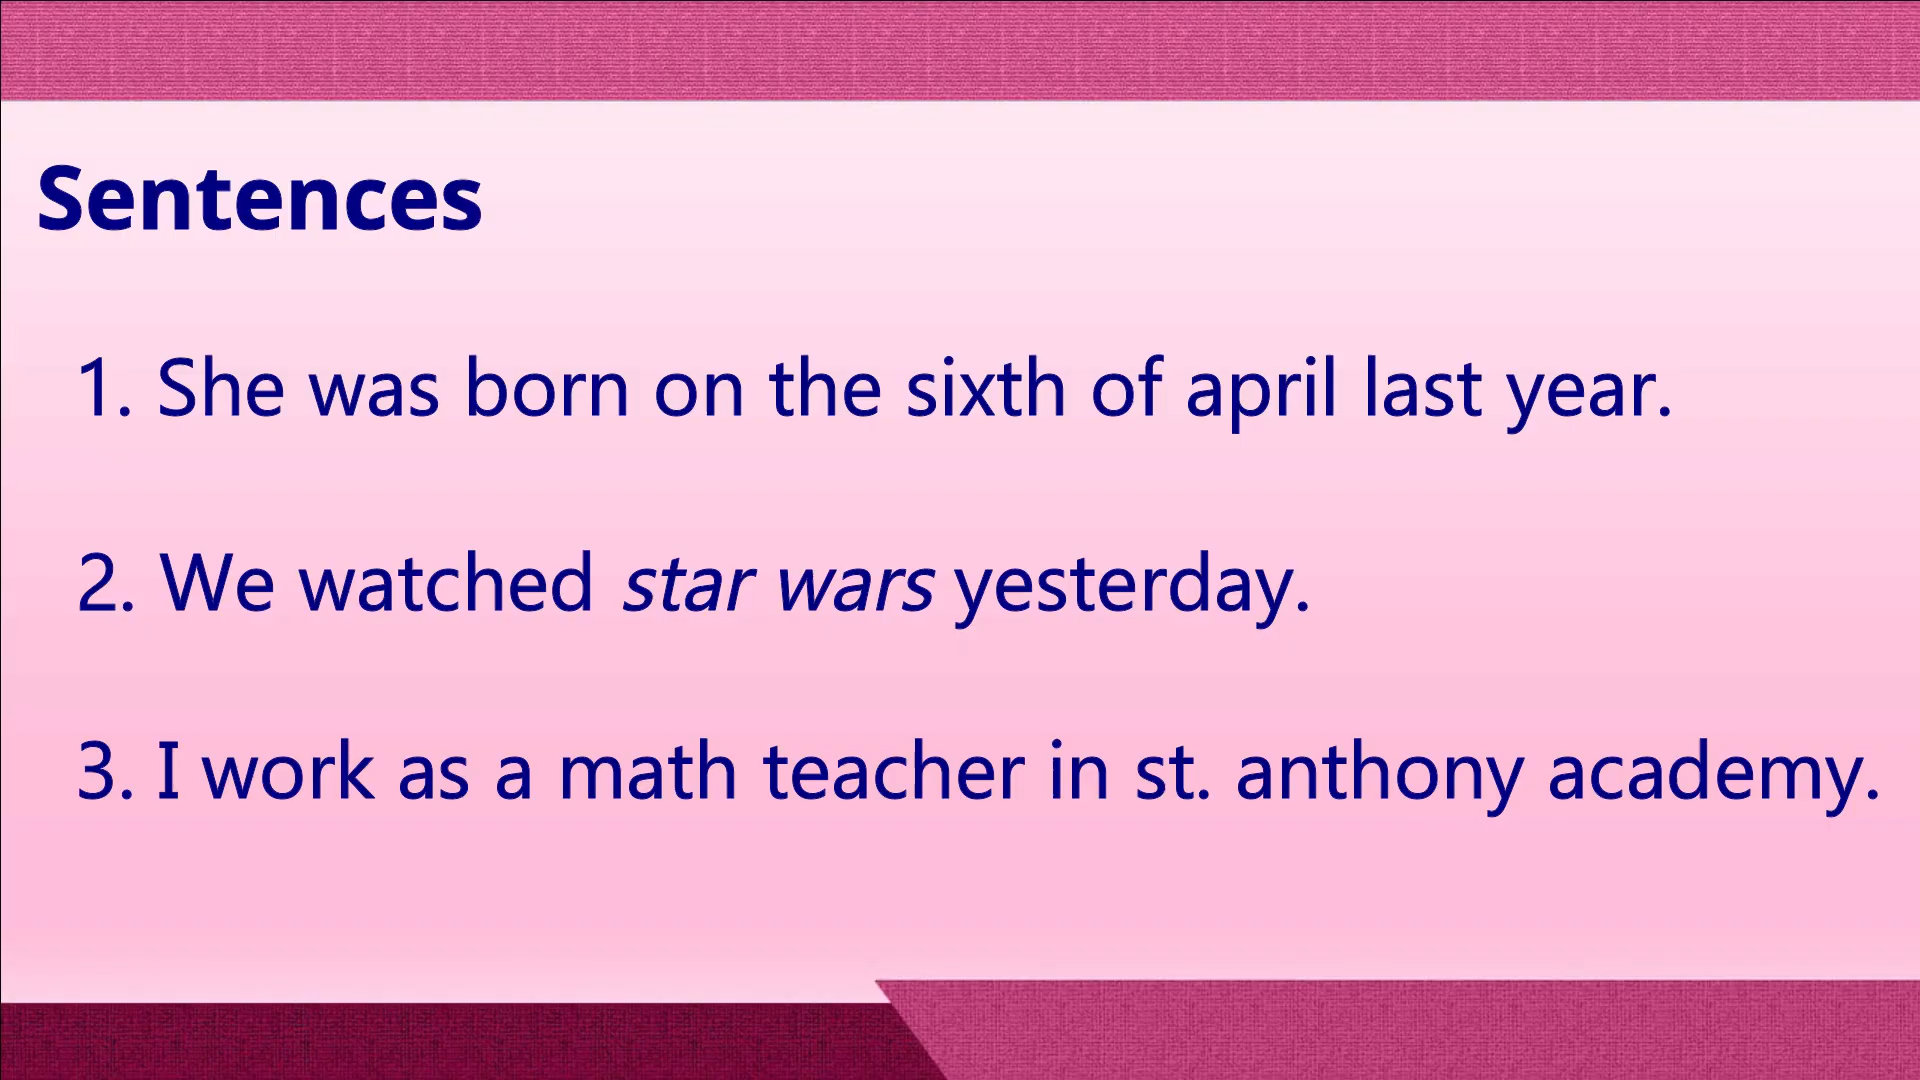 Sentences
1. She was born on the sixth of april last year.
2. We watched star wars yesterday.
3. I work as a math teacher in st. anthony academy.